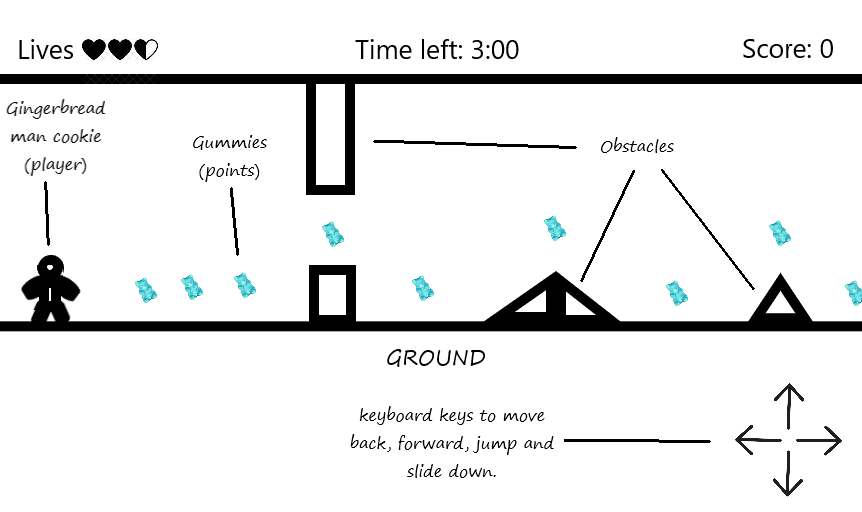 Lives
Time left: 3:00
Score: 0
Gingerbread
man cookie
(player)
Gummies
(points)
Obstacles
GROUND
keyboard keys to move
back, forward, jump and
slide down.